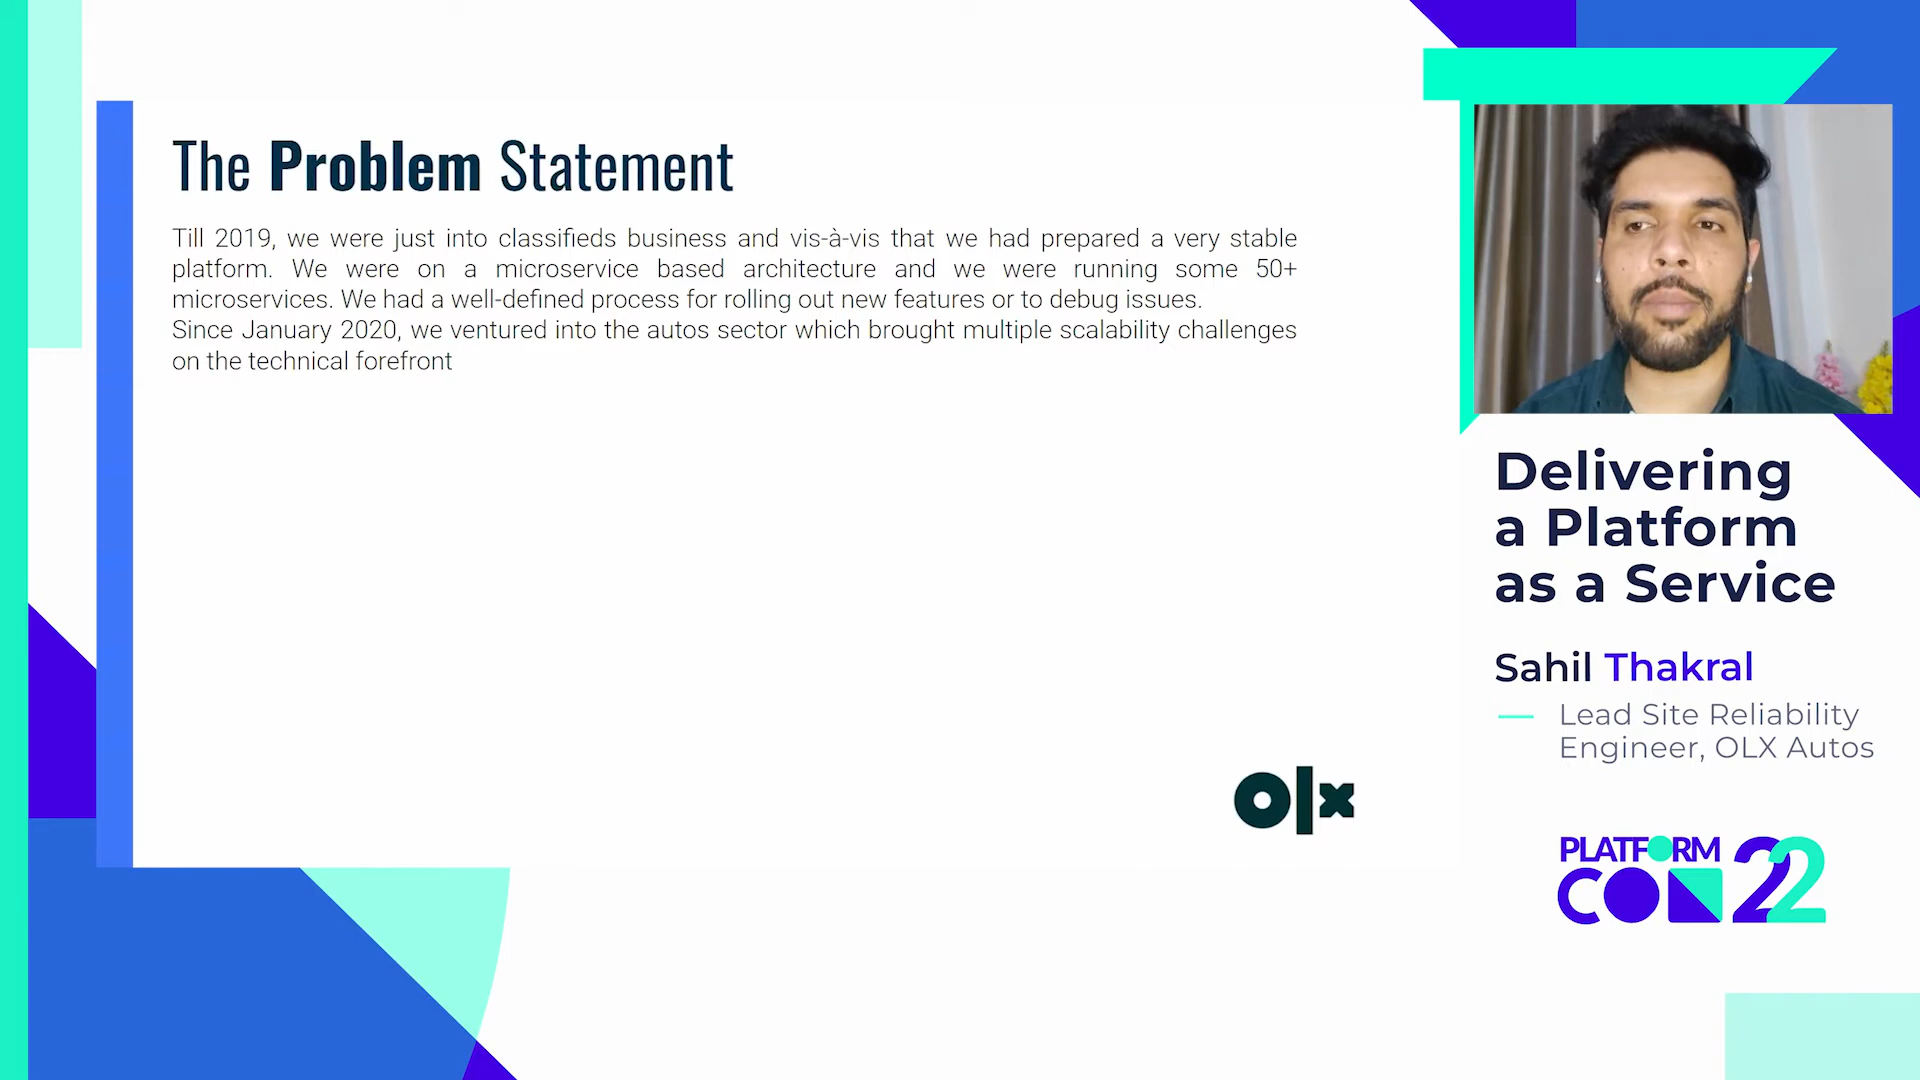 The Problem Statement
Till 2019, we were just into classifieds business and vis-à-vis that we had prepared a very stable
platform. We were on a microservice based architecture and we were running some 50+
microservices. We had a well-defined process for rolling out new features or to debug issues.
Since January 2020, we ventured into the autos sector which brought multiple scalability challenges
on the technical forefront
olx
Delivering
a Platform
as a Service
Sahil Thakral
Lead Site Reliability
Engineer, OLX Autos
PLATFORM
CON 22